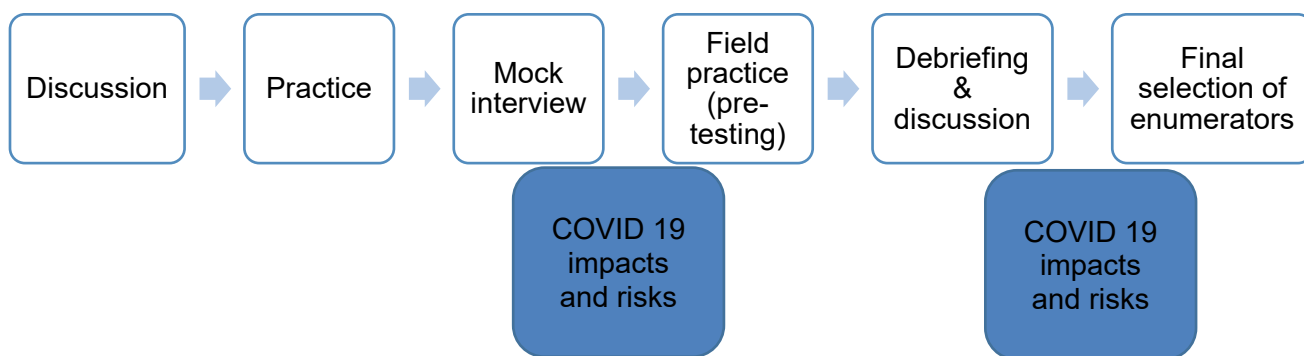 Discussion
Practice
Mock
interview
Field
practice
(pre-
testing)
Debriefing
&
discussion
Final
selection of
enumerators
COVID 19
impacts
and risks
COVID 19
impacts
and risks